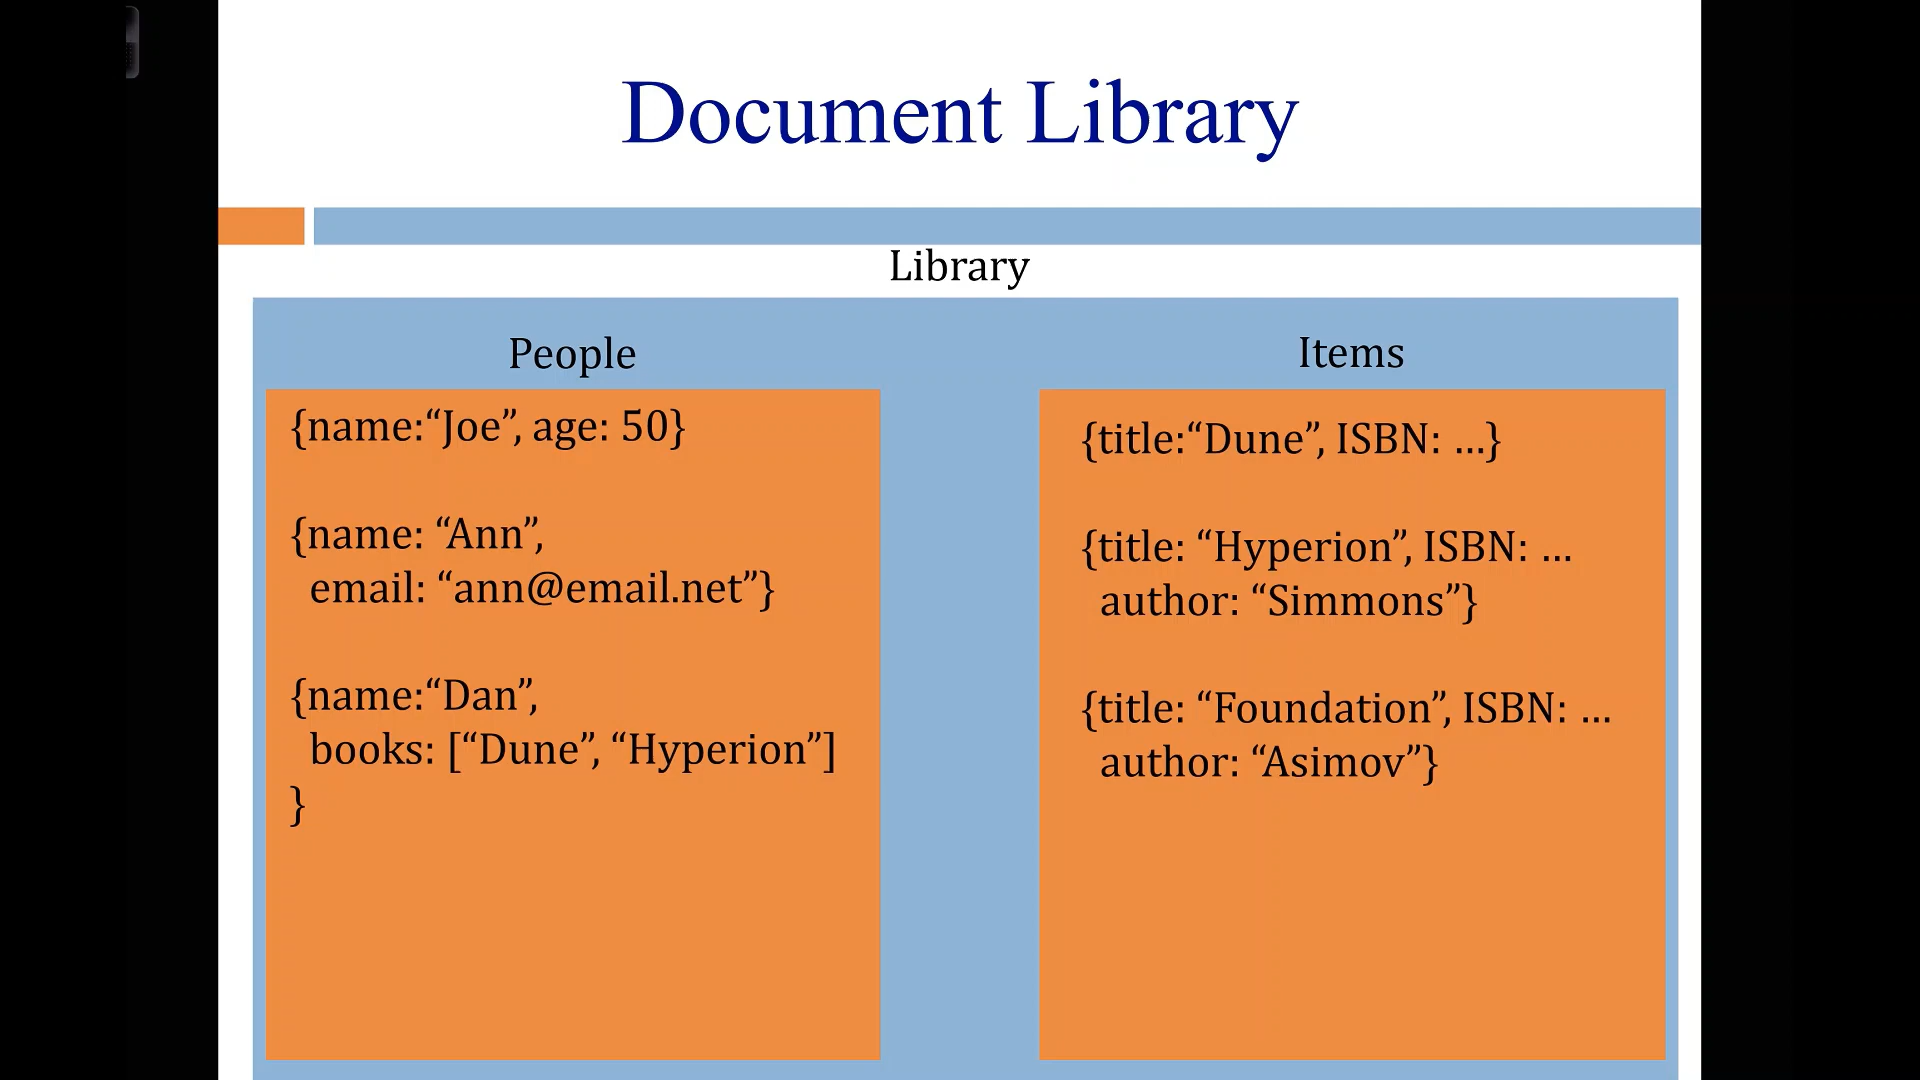 Document Library
Library
People
{name:“Joe”, age: 50}
{name: “Ann”,
email: “ann@email.net”}
{name:“Dan”,
books: [“Dune”, “Hyperion”]
}
Items
{title:“Dune”, ISBN: …}
{title: “Hyperion”, ISBN: …
author: “Simmons”}
{title: “Foundation”, ISBN: …
author: “Asimov”}